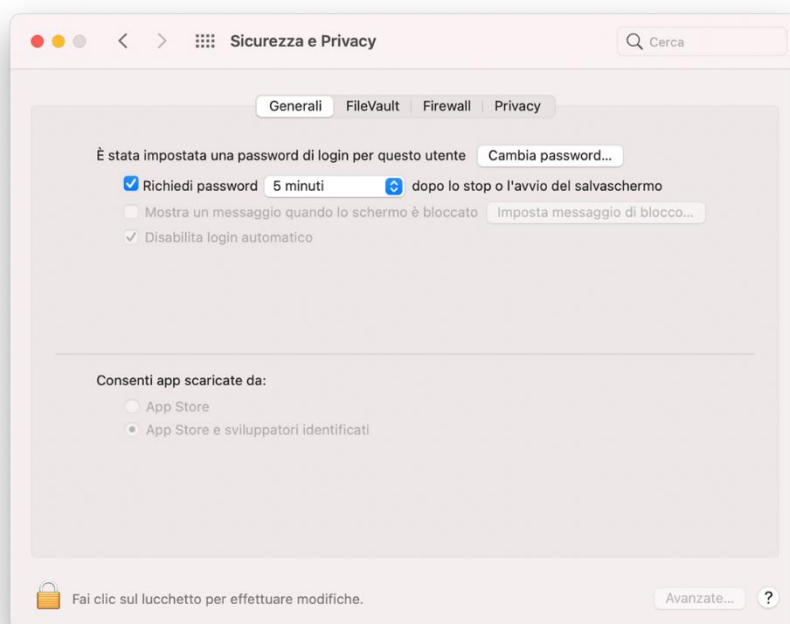 Sicurezza e Privacy
Cerca
Generali FileVault Firewall Privacy
È stata impostata una password di login per questo utente Cambia password...
Richiedi password 5 minuti dopo lo stop o l'avvio del salvaschermo
Mostra un messaggio quando lo schermo è bloccato Imposta messaggio di blocco...
Disabilita login automatico
Consenti app scaricate da:
App Store
App Store e sviluppatori identificati
Fai clic sul lucchetto per effettuare modifiche.
Avanzate... ?